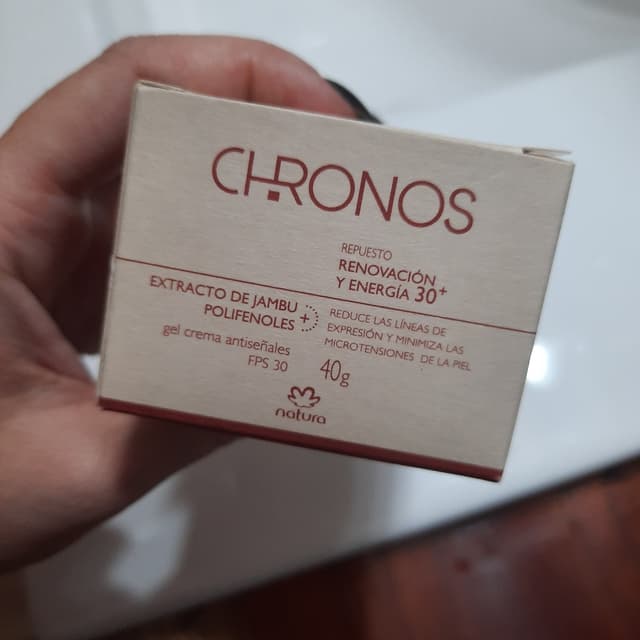 CHRONOS
REPUESTO
RENOVACIÓN
Y ENERGÍA 30+
EXTRACTO DE JAMBU +
POLIFENOLES
gel crema antiseñales
FPS 30
REDUCE LAS LÍNEAS DE
EXPRESIÓN Y MINIMIZA LAS
MICROTENSIONES DE LA PIEL
40g
natura